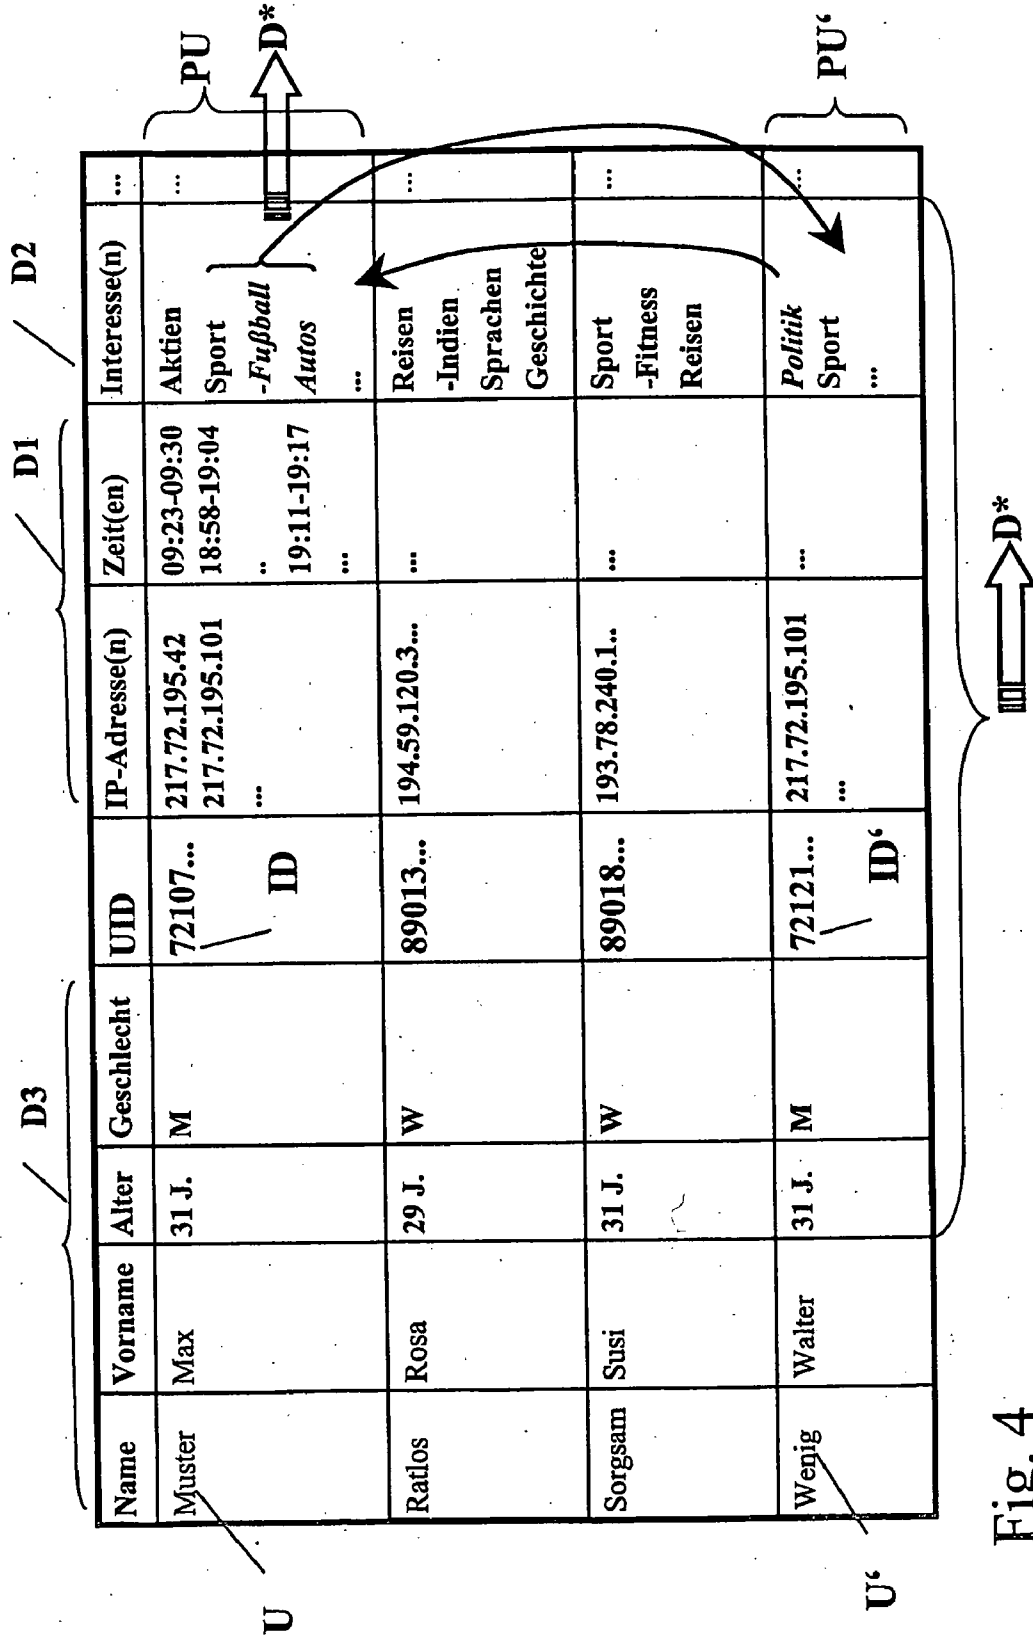 D3
D1
D2
Name Vorname Alter Geschlecht UID IP-Adresse(n) Zeit(en) Interesse(n) ...
Muster Max 31 J. M 72107... 217.72.195.42 09:23-09:30 Aktien ...
217.72.195.101 18:58-19:04 Sport
... .. -Fußball
19:11-19:17 Autos
... ...
U
ID
PU
D*
Ratlos Rosa 29 J. W 89013... 194.59.120.3... ... Reisen ...
-Indien
Sprachen
Geschichte
Sorgsam Susi 31 J. W 89018... 193.78.240.1.. ... Sport ...
-Fitness
Reisen
Wenig Walter 31 J. M 72121... 217.72.195.101 ... Politik ...
... Sport
...
U‘
ID‘
PU‘
D*
Fig. 4